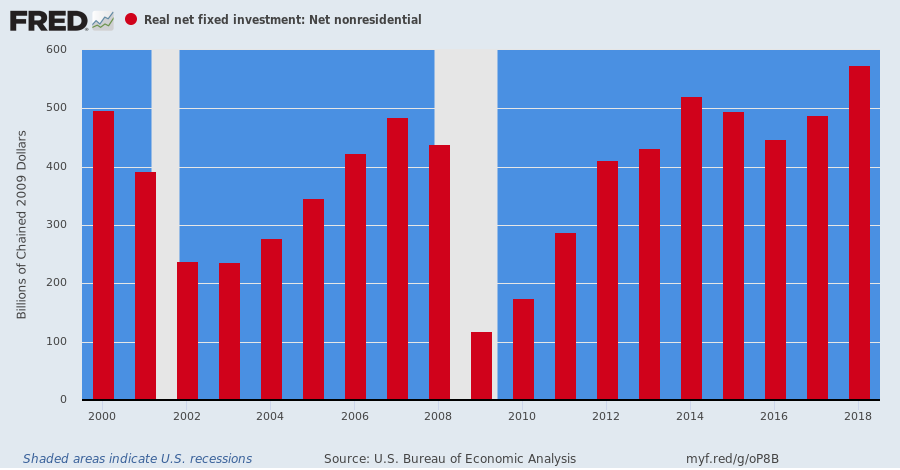 FRED
Real net fixed investment: Net nonresidential
Billions of Chained 2009 Dollars
600
500
400
300
200
100
0
2000 2002 2004 2006 2008 2010 2012 2014 2016 2018
Shaded areas indicate U.S. recessions Source: U.S. Bureau of Economic Analysis myf.red/g/oP8B